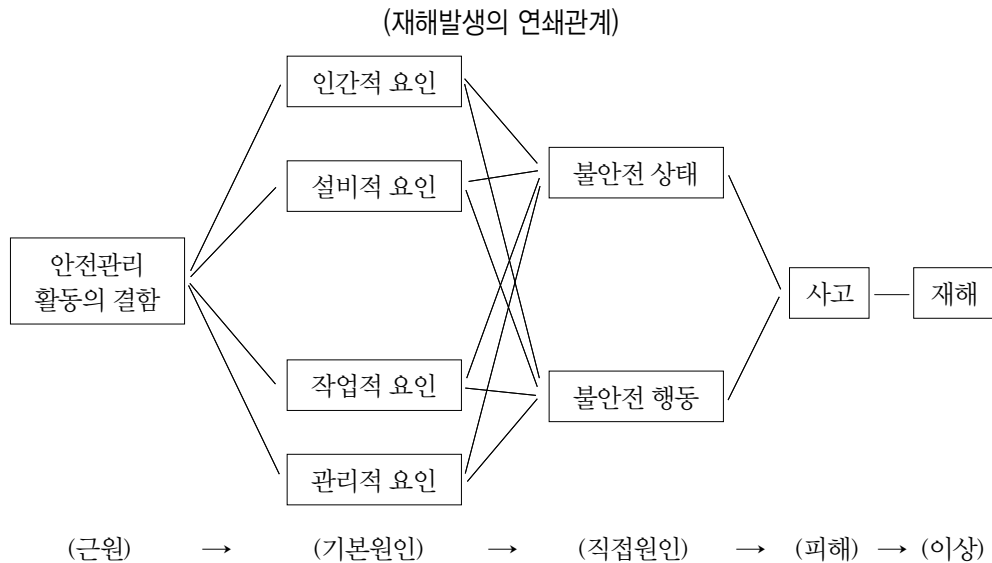 (재해발생의 연쇄관계)
인간적 요인
설비적 요인
불안전 상태
안전관리
활동의 결함
사고
재해
작업적 요인
불안전 행동
관리적 요인
(근원) → (기본원인) → (직접원인) → (피해) → (이상)